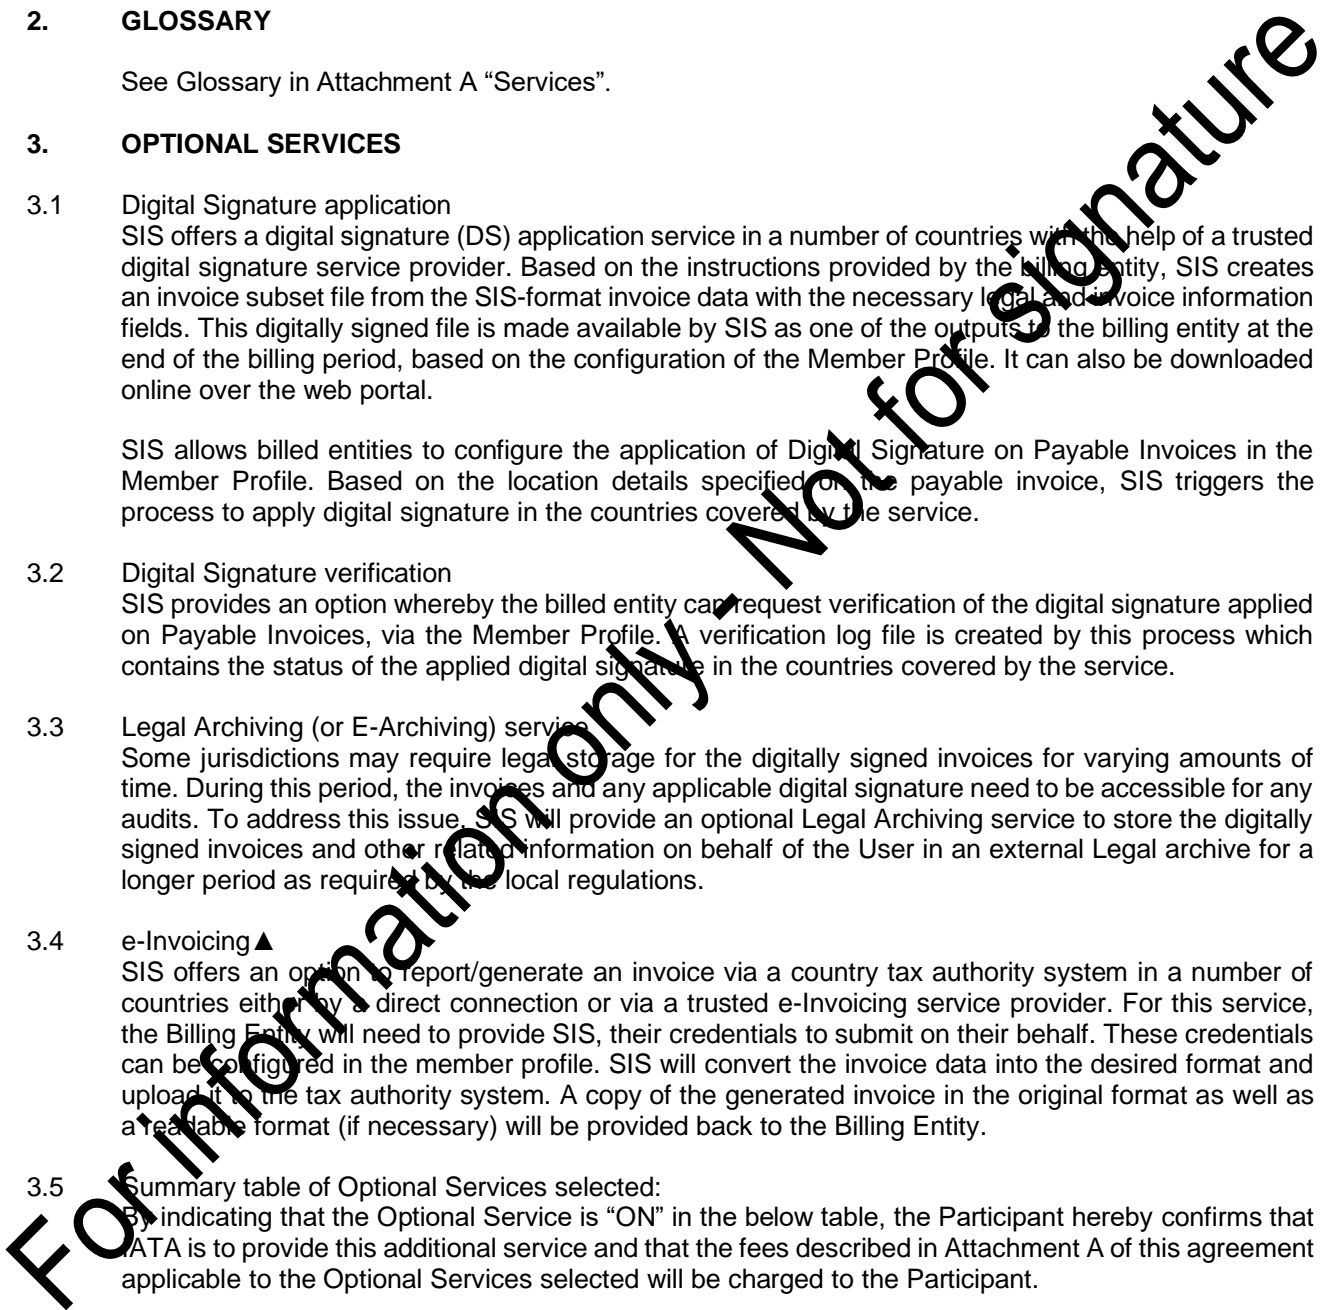 2. GLOSSARY
See Glossary in Attachment A “Services”.
3. OPTIONAL SERVICES
3.1 Digital Signature application
SIS offers a digital signature (DS) application service in a number of countries with the help of a trusted
digital signature service provider. Based on the instructions provided by the billing entity, SIS creates
an invoice subset file from the SIS-format invoice data with the necessary legal and invoice information
fields. This digitally signed file is made available by SIS as one of the outputs to the billing entity at the
end of the billing period, based on the configuration of the Member Profile. It can also be downloaded
online over the web portal.
SIS allows billed entities to configure the application of Digital Signature on Payable Invoices in the
Member Profile. Based on the location details specified on the payable invoice, SIS triggers the
process to apply digital signature in the countries covered by the service.
3.2 Digital Signature verification
SIS provides an option whereby the billed entity can request verification of the digital signature applied
on Payable Invoices, via the Member Profile. A verification log file is created by this process which
contains the status of the applied digital signature in the countries covered by the service.
3.3 Legal Archiving (or E-Archiving) service
Some jurisdictions may require legal storage for the digitally signed invoices for varying amounts of
time. During this period, the invoices and any applicable digital signature need to be accessible for any
audits. To address this issue, SIS will provide an optional Legal Archiving service to store the digitally
signed invoices and other related information on behalf of the User in an external Legal archive for a
longer period as required by the local regulations.
3.4 e-Invoicing▲
SIS offers an option to report/generate an invoice via a country tax authority system in a number of
countries either by a direct connection or via a trusted e-Invoicing service provider. For this service,
the Billing Entity will need to provide SIS, their credentials to submit on their behalf. These credentials
can be configured in the member profile. SIS will convert the invoice data into the desired format and
upload it to the tax authority system. A copy of the generated invoice in the original format as well as
a readable format (if necessary) will be provided back to the Billing Entity.
3.5 Summary table of Optional Services selected:
By indicating that the Optional Service is “ON” in the below table, the Participant hereby confirms that
IATA is to provide this additional service and that the fees described in Attachment A of this agreement
applicable to the Optional Services selected will be charged to the Participant.
For information only - Not for signature